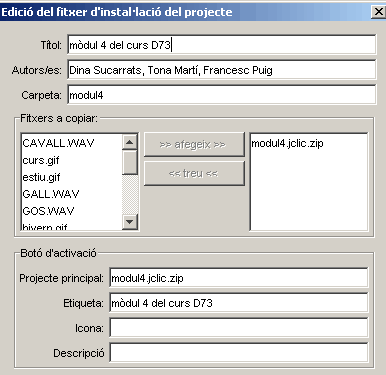 Edició del fitxer d'instal·lació del projecte
Títol: mòdul 4 del curs D73
Autors/es: Dina Sucarrats, Tona Martí, Francesc Puig
Carpeta: modul4
Fitxers a copiar:
CAVALL.WAV >> afegeix >> modul4.jclic.zip
curs.gif
estiu.gif << treu <<
GALL.WAV
GOS.WAV
hivern.gif
Botó d'activació
Projecte principal: modul4.jclic.zip
Etiqueta: mòdul 4 del curs D73
Icona:
Descripció